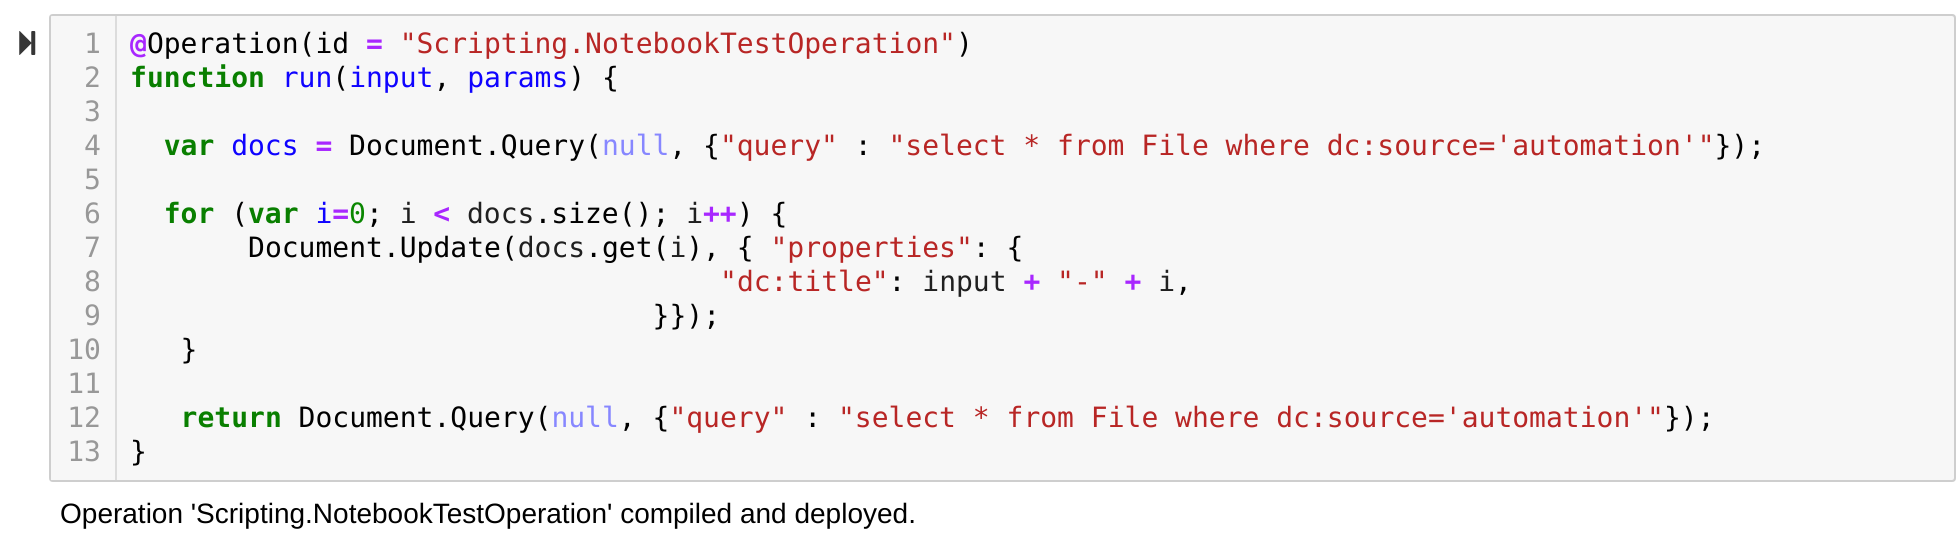 1 @Operation(id = "Scripting.NotebookTestOperation")
2 function run(input, params) {
3
4   var docs = Document.Query(null, {"query" : "select * from File where dc:source='automation'"});
5
6   for (var i=0; i < docs.size(); i++) {
7        Document.Update(docs.get(i), { "properties": {
8                                    "dc:title": input + "-" + i,
9                                }});
10    }
11
12    return Document.Query(null, {"query" : "select * from File where dc:source='automation'"});
13 }
Operation 'Scripting.NotebookTestOperation' compiled and deployed.